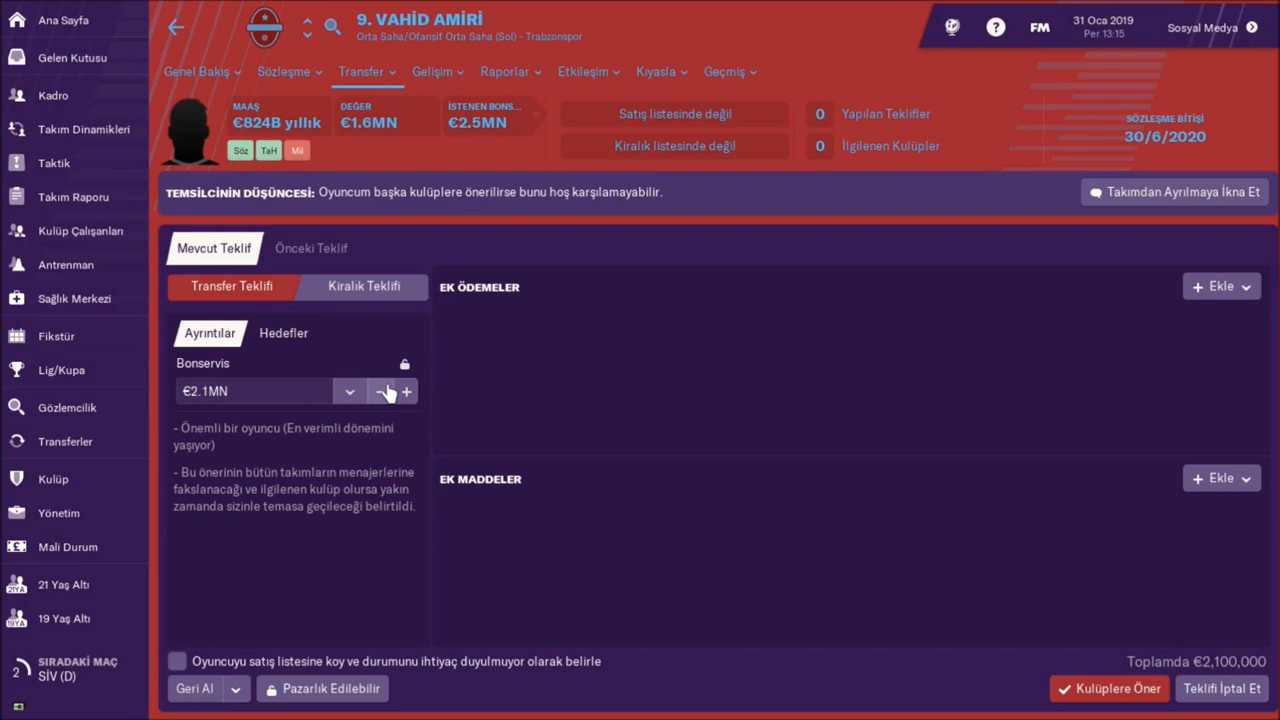 Ana Sayfa
Gelen Kutusu
Kadro
Takım Dinamikleri
Taktik
Takım Raporu
Kulüp Çalışanları
Antrenman
Sağlık Merkezi
Fikstür
Lig/Kupa
Gözlemcilik
Transferler
Kulüp
Yönetim
Mali Durum
21YA
21 Yaş Altı
19YA
19 Yaş Altı
2
SIRADAKİ MAÇ
SİV (D)
9. VAHİD AMİRİ
Orta Saha/Ofansif Orta Saha (Sol) - Trabzonspor
?
FM
31 Oca 2019
Per 13:15
Sosyal Medya
Genel Bakış
Sözleşme
Transfer
Gelişim
Raporlar
Etkileşim
Kıyasla
Geçmiş
MAAŞ
€824B yıllık
DEĞER
€1.6MN
İSTENEN BONS...
€2.5MN
Söz TaH Mil
Satış listesinde değil
Kiralık listesinde değil
0 Yapılan Teklifler
0 İlgilenen Kulüpler
SÖZLEŞME BİTİŞİ
30/6/2020
TEMSİLCİNİN DÜŞÜNCESİ: Oyuncum başka kulüplere önerilirse bunu hoş karşılamayabilir.
Takımdan Ayrılmaya İkna Et
Mevcut Teklif
Önceki Teklif
Transfer Teklifi
Kiralık Teklifi
Ayrıntılar
Hedefler
Bonservis
€2.1MN
- +
- Önemli bir oyuncu (En verimli dönemini
yaşıyor)
- Bu önerinin bütün takımların menajerlerine
fakslanacağı ve ilgilenen kulüp olursa yakın
zamanda sizinle temasa geçileceği belirtildi.
EK ÖDEMELER
+ Ekle
EK MADDELER
+ Ekle
Oyuncuyu satış listesine koy ve durumunu ihtiyaç duyulmuyor olarak belirle
Toplamda €2,100,000
Geri Al
Pazarlık Edilebilir
Kulüplere Öner
Teklifi İptal Et